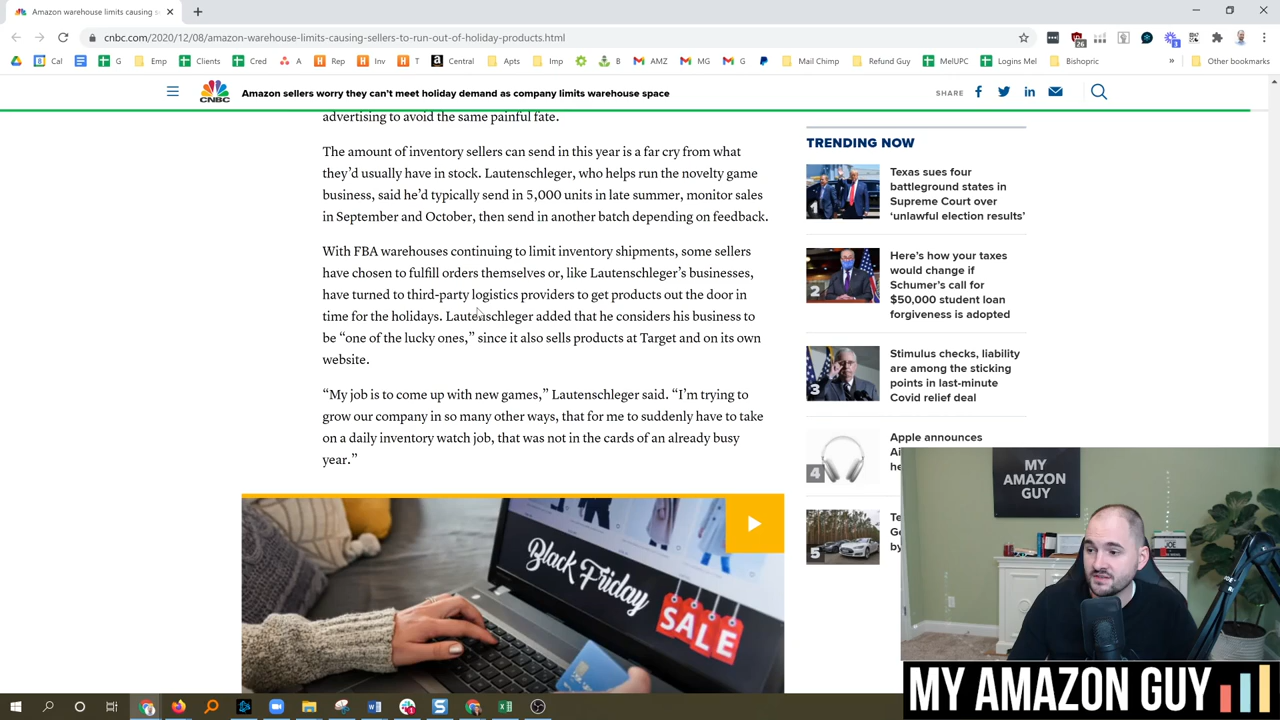 Amazon warehouse limits causing s
cnbc.com/2020/12/08/amazon-warehouse-limits-causing-sellers-to-run-out-of-holiday-products.html
26
Cal
G
Emp
Clients
Cred
A
Rep
Inv
T
Central
Apts
Imp
B
AMZ
MG
G
Mail Chimp
Refund Guy
MelUPC
Logins Mel
Bishopric
»
Other bookmarks
CNBC
Amazon sellers worry they can't meet holiday demand as company limits warehouse space
SHARE
advertising to avoid the same painful fate.
The amount of inventory sellers can send in this year is a far cry from what
they'd usually have in stock. Lautenschleger, who helps run the novelty game
business, said he'd typically send in 5,000 units in late summer, monitor sales
in September and October, then send in another batch depending on feedback.
With FBA warehouses continuing to limit inventory shipments, some sellers
have chosen to fulfill orders themselves or, like Lautenschleger's businesses,
have turned to third-party logistics providers to get products out the door in
time for the holidays. Lautenschleger added that he considers his business to
be “one of the lucky ones,” since it also sells products at Target and on its own
website.
“My job is to come up with new games,” Lautenschleger said. “I'm trying to
grow our company in so many other ways, that for me to suddenly have to take
on a daily inventory watch job, that was not in the cards of an already busy
year.”
Black Friday
SALE
TRENDING NOW
1
Texas sues four
battleground states in
Supreme Court over
‘unlawful election results’
2
Here's how your taxes
would change if
Schumer's call for
$50,000 student loan
forgiveness is adopted
3
Stimulus checks, liability
are among the sticking
points in last-minute
Covid relief deal
4
Apple announces
Ai
he
5
Te
Ge
by
MY
AMAZON
GUY
JOE
MY AMAZON GUY